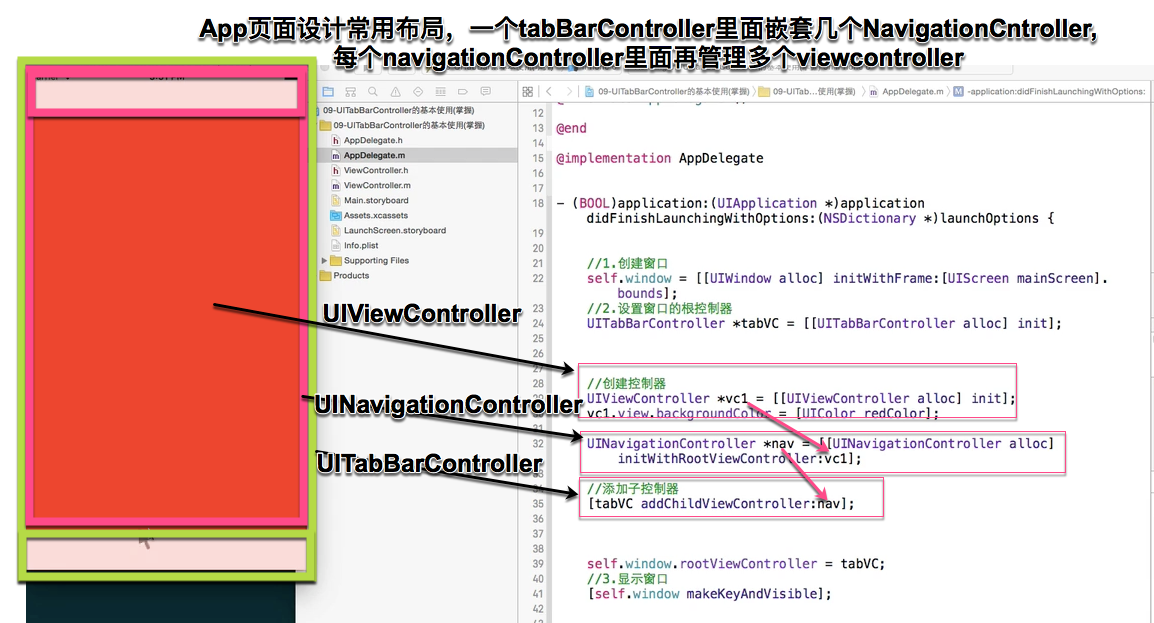 App页面设计常用布局，一个tabBarController里面嵌套几个NavigationCntroller,
每个navigationController里面再管理多个viewcontroller
09-UITabBarController的基本使用(掌握)
09-UITabBarController的基本使用(掌握)
AppDelegate.h
AppDelegate.m
ViewController.h
ViewController.m
Main.storyboard
Assets.xcassets
LaunchScreen.storyboard
Info.plist
Supporting Files
Products
UIViewController
UINavigationController
UITabBarController
09-UITabBarController的基本使用(掌握) 09-UITab...使用(掌握) AppDelegate.m M -application:didFinishLaunchingWithOptions:
12
13 @end
14
15 @implementation AppDelegate
16
17
18 - (BOOL)application:(UIApplication *)application
didFinishLaunchingWithOptions:(NSDictionary *)launchOptions {
19
20
21 //1.创建窗口
22 self.window = [[UIWindow alloc] initWithFrame:[UIScreen mainScreen].
bounds];
23 //2.设置窗口的根控制器
24 UITabBarController *tabVC = [[UITabBarController alloc] init];
25
26
27
28 //创建控制器
29 UIViewController *vc1 = [[UIViewController alloc] init];
vc1.view.backgroundColor = [UIColor redColor];
32 UINavigationController *nav = [[UINavigationController alloc]
initWithRootViewController:vc1];
//添加子控制器
35 [tabVC addChildViewController:nav];
36
37
38
39 self.window.rootViewController = tabVC;
40 //3.显示窗口
41 [self.window makeKeyAndVisible];
42